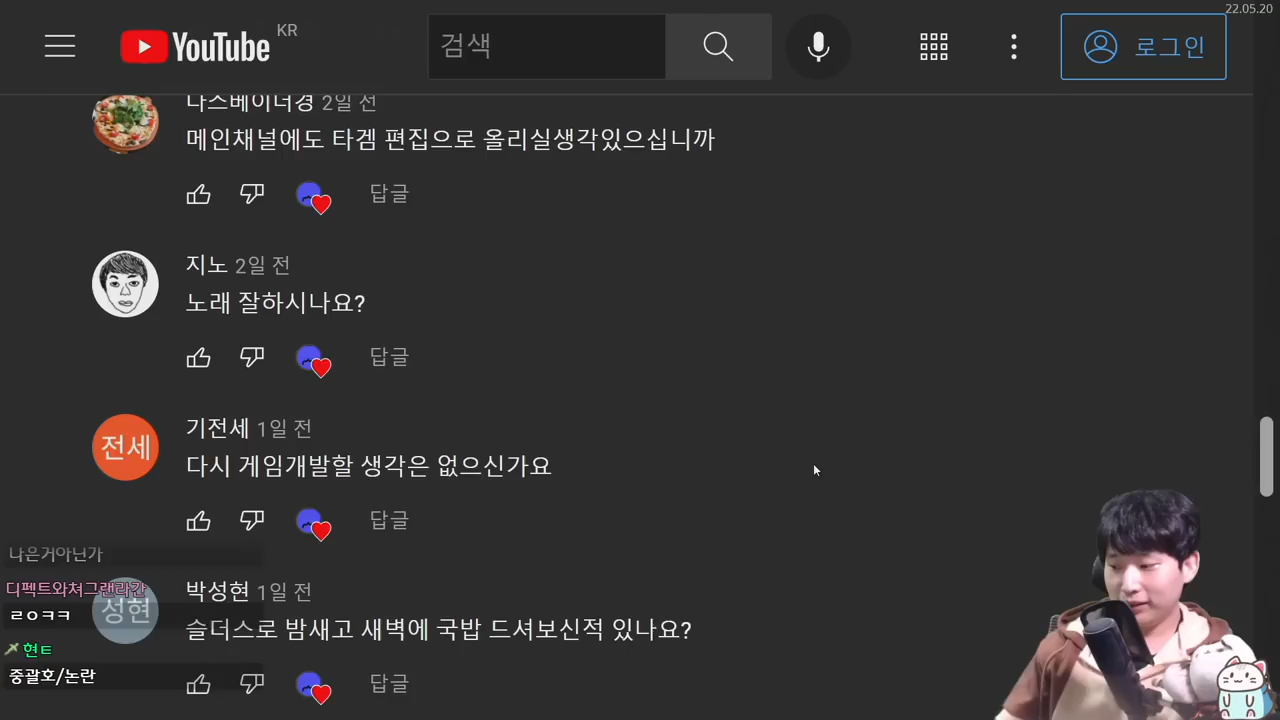 22.05.20
YouTube KR
검색
로그인
다스베이더경 2일 전
메인채널에도 타겜 편집으로 올리실생각있으십니까
답글
지노 2일 전
노래 잘하시나요?
답글
전세
기전세 1일 전
다시 게임개발할 생각은 없으신가요
답글
나은거아닌가
디펙트와쳐그랜라간
ㄹㅇㅋㅋ
성현
박성현 1일 전
슬더스로 밤새고 새벽에 국밥 드셔보신적 있나요?
현ㅌ
중괄호/논란
답글